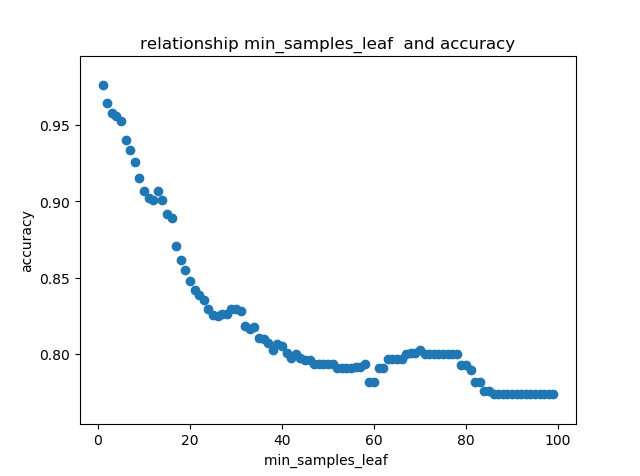 relationship min_samples_leaf  and accuracy
accuracy
0.95
0.90
0.85
0.80
0 20 40 60 80 100
min_samples_leaf